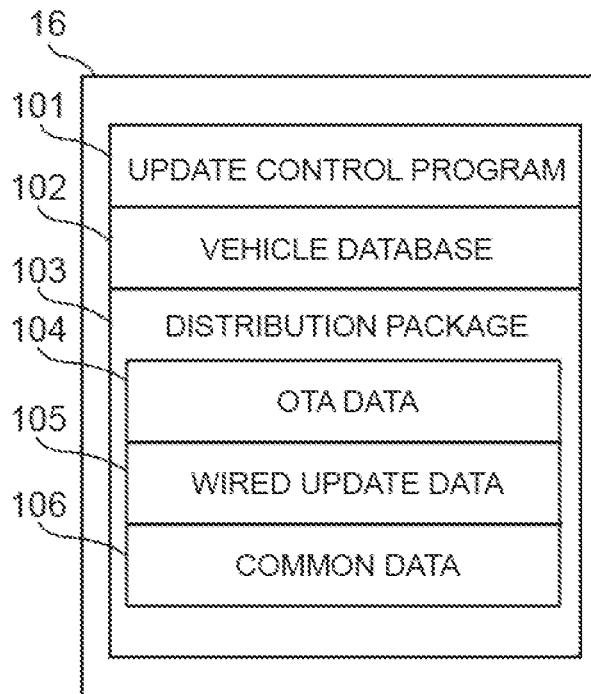 16
101
UPDATE CONTROL PROGRAM
102
VEHICLE DATABASE
103
DISTRIBUTION PACKAGE
104
OTA DATA
105
WIRED UPDATE DATA
106
COMMON DATA